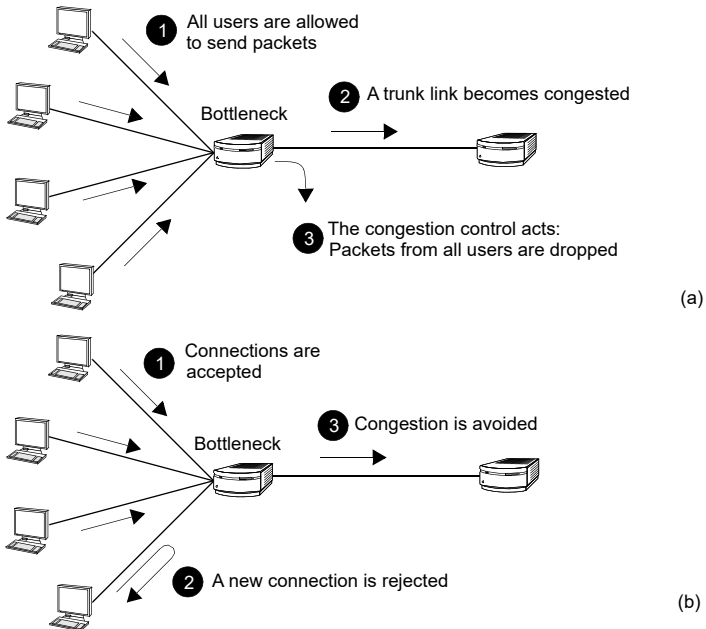 1 All users are allowed
to send packets
Bottleneck
2 A trunk link becomes congested
3 The congestion control acts:
Packets from all users are dropped
(a)
1 Connections are
accepted
Bottleneck
3 Congestion is avoided
2 A new connection is rejected
(b)